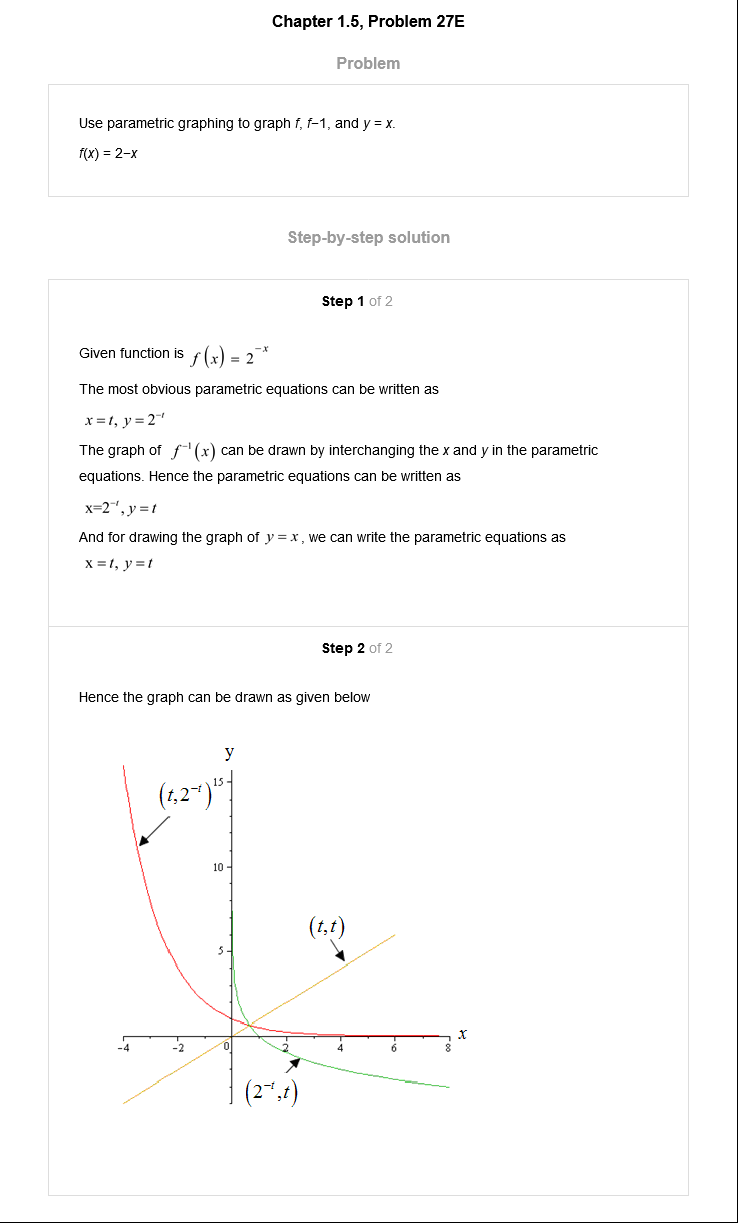 Chapter 1.5, Problem 27E
Problem
Use parametric graphing to graph f, f–1, and y = x.
f(x) = 2–x
Step-by-step solution
Step 1 of 2
Given function is f(x) = 2⁻ˣ
The most obvious parametric equations can be written as
x = t, y = 2⁻ᵗ
The graph of f⁻¹(x) can be drawn by interchanging the x and y in the parametric
equations. Hence the parametric equations can be written as
x=2⁻ᵗ, y = t
And for drawing the graph of y = x, we can write the parametric equations as
x = t, y = t
Step 2 of 2
Hence the graph can be drawn as given below
y
15
(t,2⁻ᵗ)
10
(t,t)
5
x
-4 -2 0 2 4 6 8
(2⁻ᵗ,t)